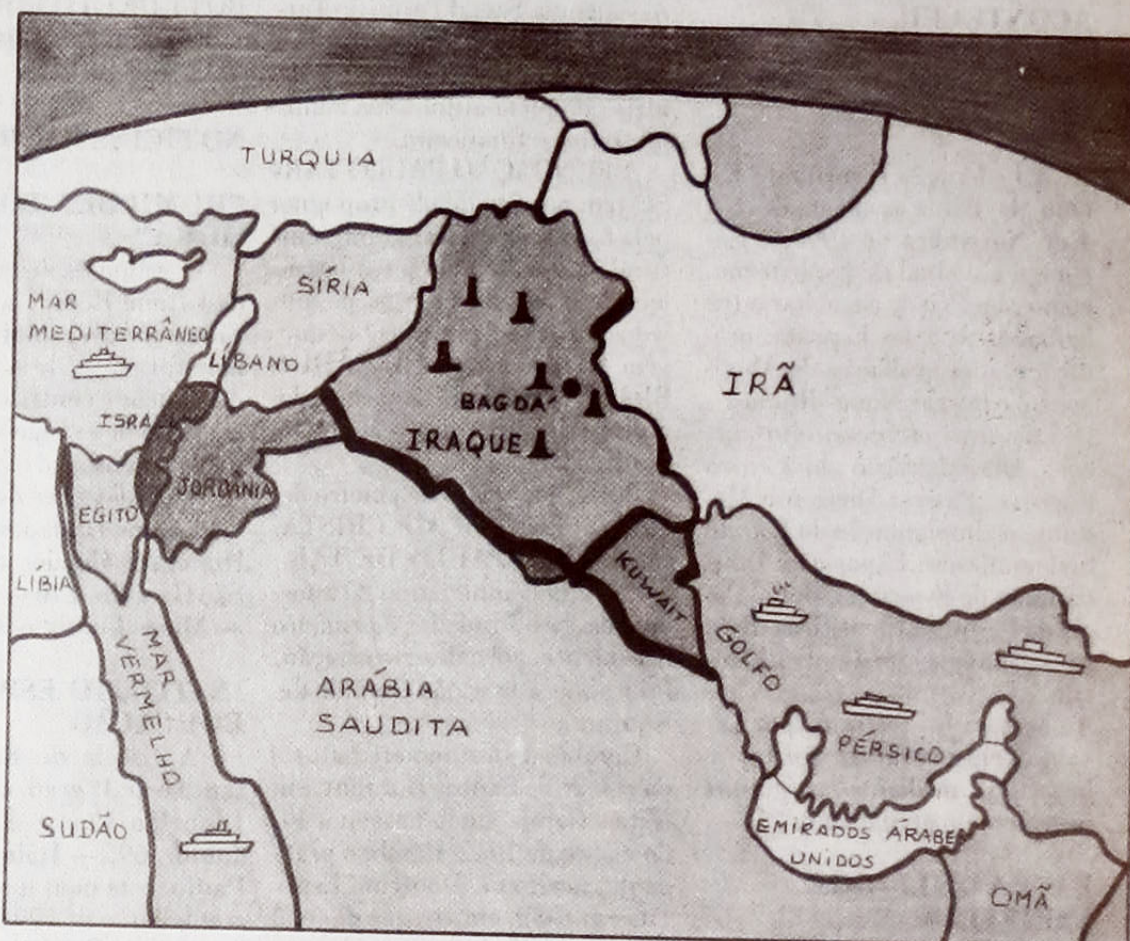 TURQUIA
SÍRIA
MAR
MEDITERRÂNEO
LÍBANO
IRÃ
BAGDÁ
ISRAEL
IRAQUE
JORDÂNIA
EGITO
KUWAIT
LÍBIA
GOLFO
MAR
VERMELHO
ARÁBIA
SAUDITA
PÉRSICO
SUDÃO
EMIRADOS ÁRABES
UNIDOS
OMÃ